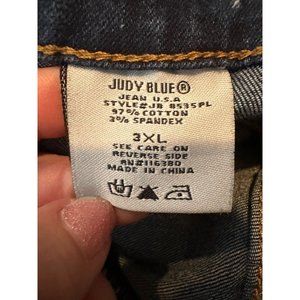 JUDY BLUE®
JEAN U.S.A
STYLE# JB 8535PL
97% COTTON
3% SPANDEX
3XL
SEE CARE ON
REVERSE SIDE
RN#116380
MADE IN CHINA